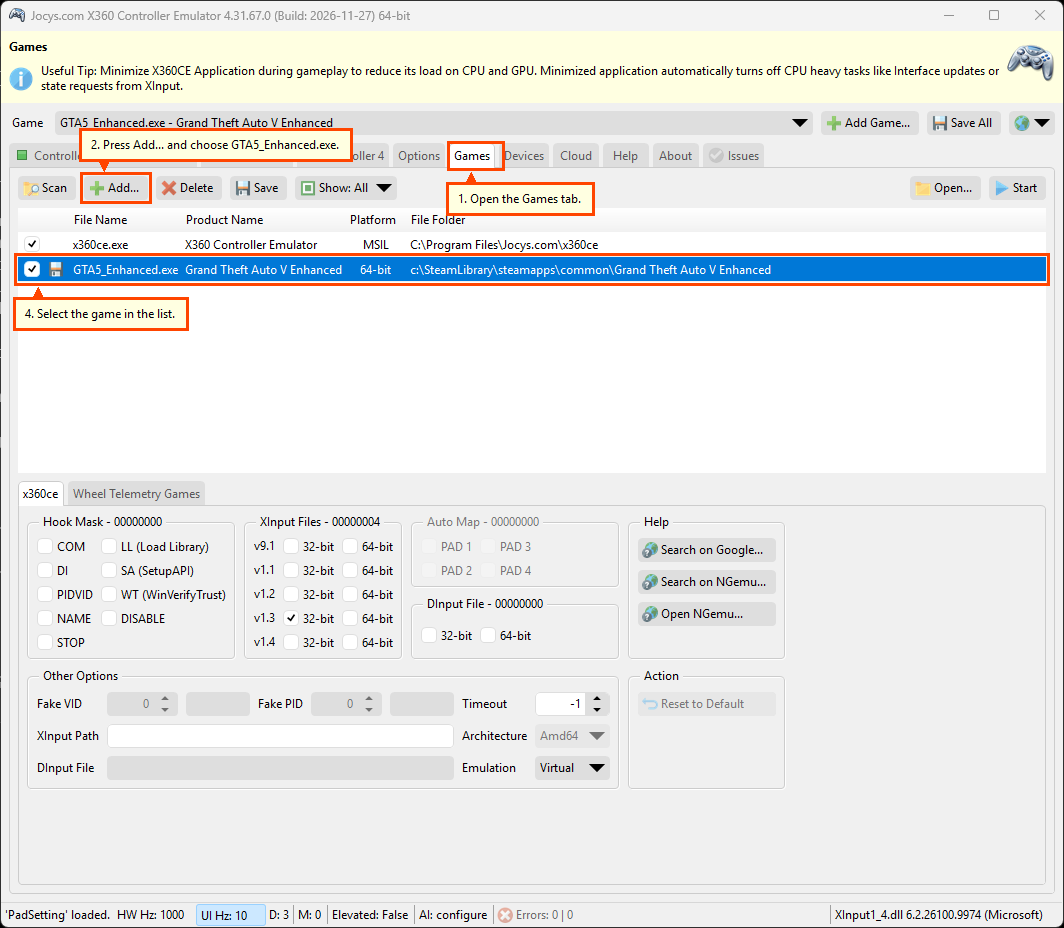 Jocys.com X360 Controller Emulator 4.31.67.0 (Build: 2026-11-27) 64-bit
Games
Useful Tip: Minimize X360CE Application during gameplay to reduce its load on CPU and GPU. Minimized application automatically turns off CPU heavy tasks like Interface updates or
state requests from XInput.
Game GTA5_Enhanced.exe - Grand Theft Auto V Enhanced Add Game... Save All
2. Press Add... and choose GTA5_Enhanced.exe.
Controlle oller 4 Options Games Devices Cloud Help About Issues
Scan Add... Delete Save Show: All Open... Start
1. Open the Games tab.
File Name Product Name Platform File Folder
x360ce.exe X360 Controller Emulator MSIL C:\Program Files\Jocys.com\x360ce
GTA5_Enhanced.exe Grand Theft Auto V Enhanced 64-bit c:\SteamLibrary\steamapps\common\Grand Theft Auto V Enhanced
4. Select the game in the list.
x360ce Wheel Telemetry Games
Hook Mask - 00000000 XInput Files - 00000004 Auto Map - 00000000 Help
COM LL (Load Library) v9.1 32-bit 64-bit PAD 1 PAD 3 Search on Google...
DI SA (SetupAPI) v1.1 32-bit 64-bit PAD 2 PAD 4 Search on NGemu...
PIDVID WT (WinVerifyTrust) v1.2 32-bit 64-bit DInput File - 00000000 Open NGemu...
NAME DISABLE v1.3 32-bit 64-bit 32-bit 64-bit
STOP v1.4 32-bit 64-bit
Other Options Action
Fake VID 0 Fake PID 0 Timeout -1 Reset to Default
XInput Path Architecture Amd64
DInput File Emulation Virtual
'PadSetting' loaded. HW Hz: 1000 UI Hz: 10 D: 3 M: 0 Elevated: False AI: configure Errors: 0 | 0 XInput1_4.dll 6.2.26100.9974 (Microsoft)